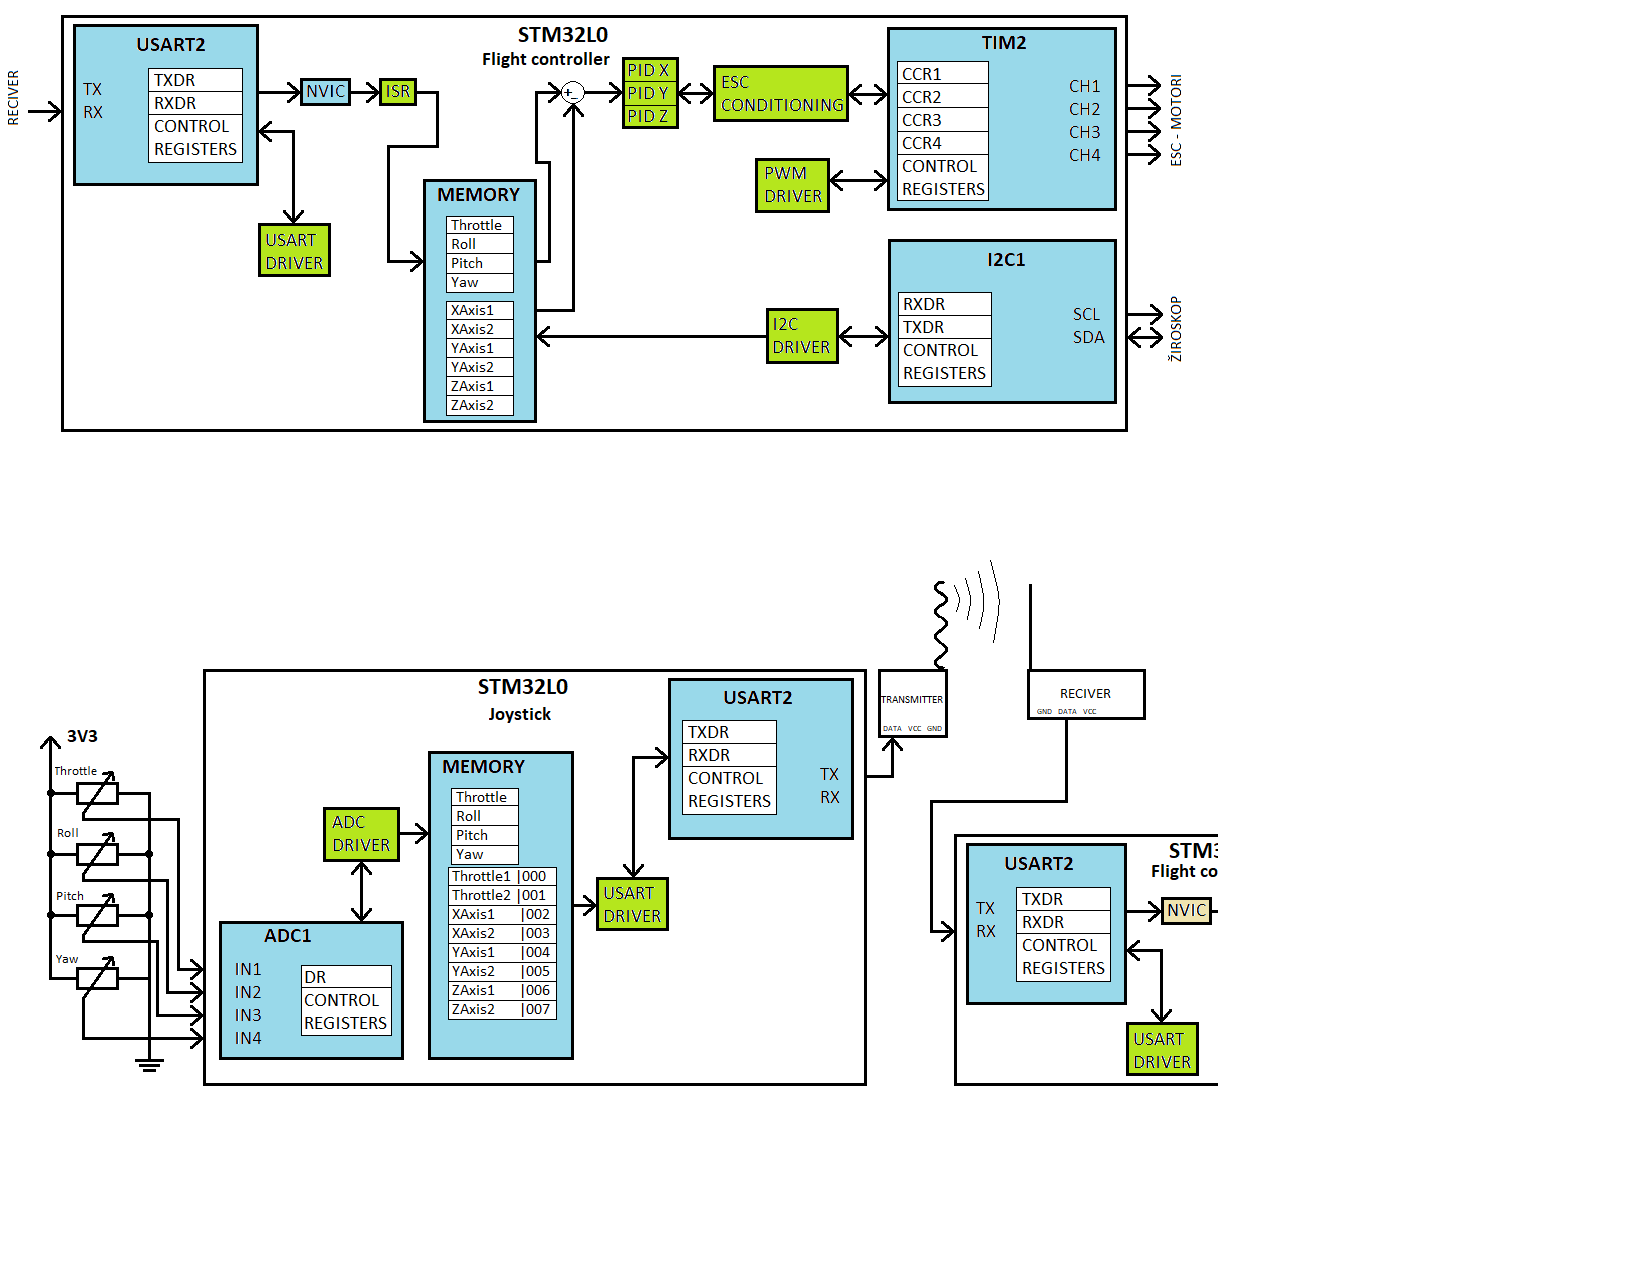 STM32L0
Flight controller
RECIVER
USART2
TX
RX
TXDR
RXDR
CONTROL
REGISTERS
NVIC
ISR
USART
DRIVER
MEMORY
Throttle
Roll
Pitch
Yaw
XAxis1
XAxis2
YAxis1
YAxis2
ZAxis1
ZAxis2
+
-
PID X
PID Y
PID Z
ESC
CONDITIONING
PWM
DRIVER
TIM2
CCR1
CCR2
CCR3
CCR4
CONTROL
REGISTERS
CH1
CH2
CH3
CH4
ESC - MOTORI
I2C
DRIVER
I2C1
RXDR
TXDR
CONTROL
REGISTERS
SCL
SDA
ŽIROSKOP
3V3
Throttle
Roll
Pitch
Yaw
STM32L0
Joystick
ADC1
IN1
IN2
IN3
IN4
DR
CONTROL
REGISTERS
ADC
DRIVER
MEMORY
Throttle
Roll
Pitch
Yaw
Throttle1 |000
Throttle2 |001
XAxis1 |002
XAxis2 |003
YAxis1 |004
YAxis2 |005
ZAxis1 |006
ZAxis2 |007
USART
DRIVER
USART2
TXDR
RXDR
CONTROL
REGISTERS
TX
RX
TRANSMITTER
DATA VCC GND
RECIVER
GND DATA VCC
STM3
Flight co
USART2
TX
RX
TXDR
RXDR
CONTROL
REGISTERS
NVIC
USART
DRIVER